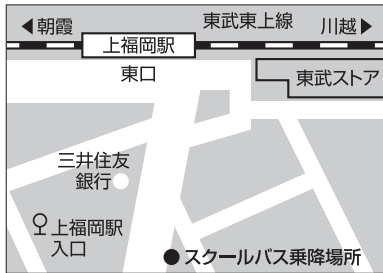 ◀朝霞
東武東上線
川越▶
上福岡駅
東口
東武ストア
三井住友
銀行
上福岡駅
入口
スクールバス乗降場所